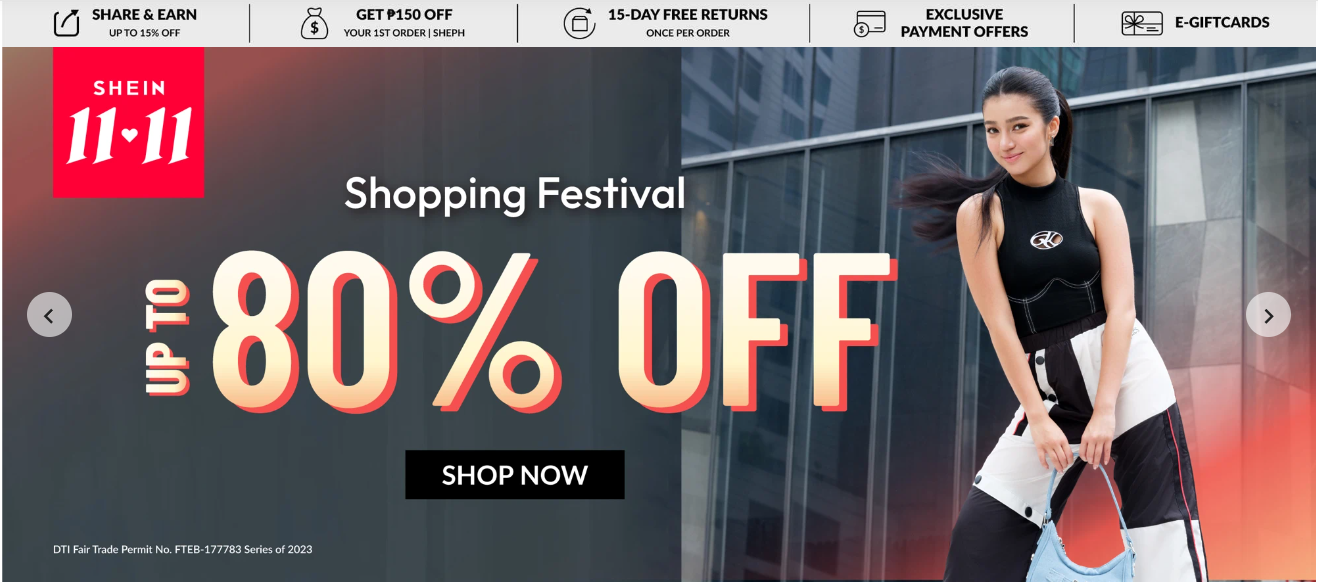 SHARE & EARN
UP TO 15% OFF
GET ₱150 OFF
YOUR 1ST ORDER | SHEPH
15-DAY FREE RETURNS
ONCE PER ORDER
EXCLUSIVE
PAYMENT OFFERS
E-GIFTCARDS
SHEIN
11♥11
Shopping Festival
UP TO
80% OFF
SHOP NOW
DTI Fair Trade Permit No. FTEB-177783 Series of 2023